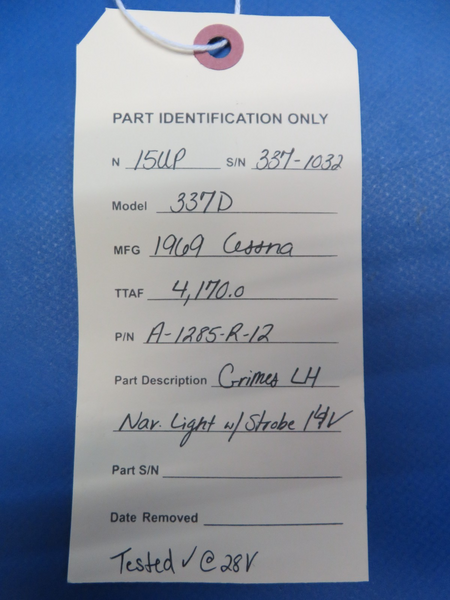 PART IDENTIFICATION ONLY
N 15UP S/N 337-1032
Model 337D
MFG 1969 Cessna
TTAF 4,170.0
P/N A-1285-R-12
Part Description Grimes LH
Nav. Light w/ Strobe 14V
Part S/N
Date Removed
Tested ✓ @ 28V